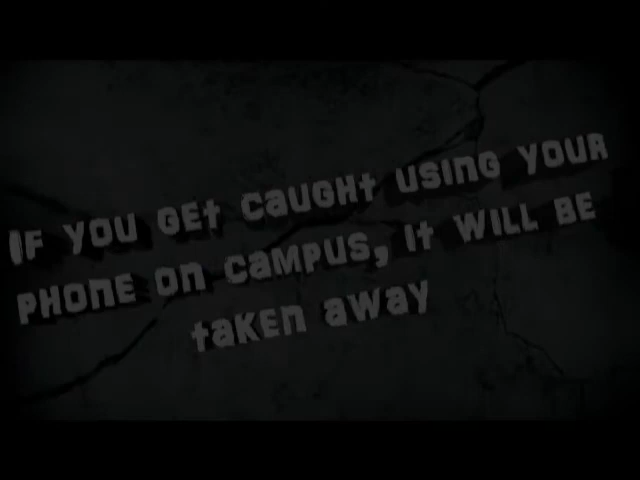 If you get caught using your
phone on campus, it will be
taken away